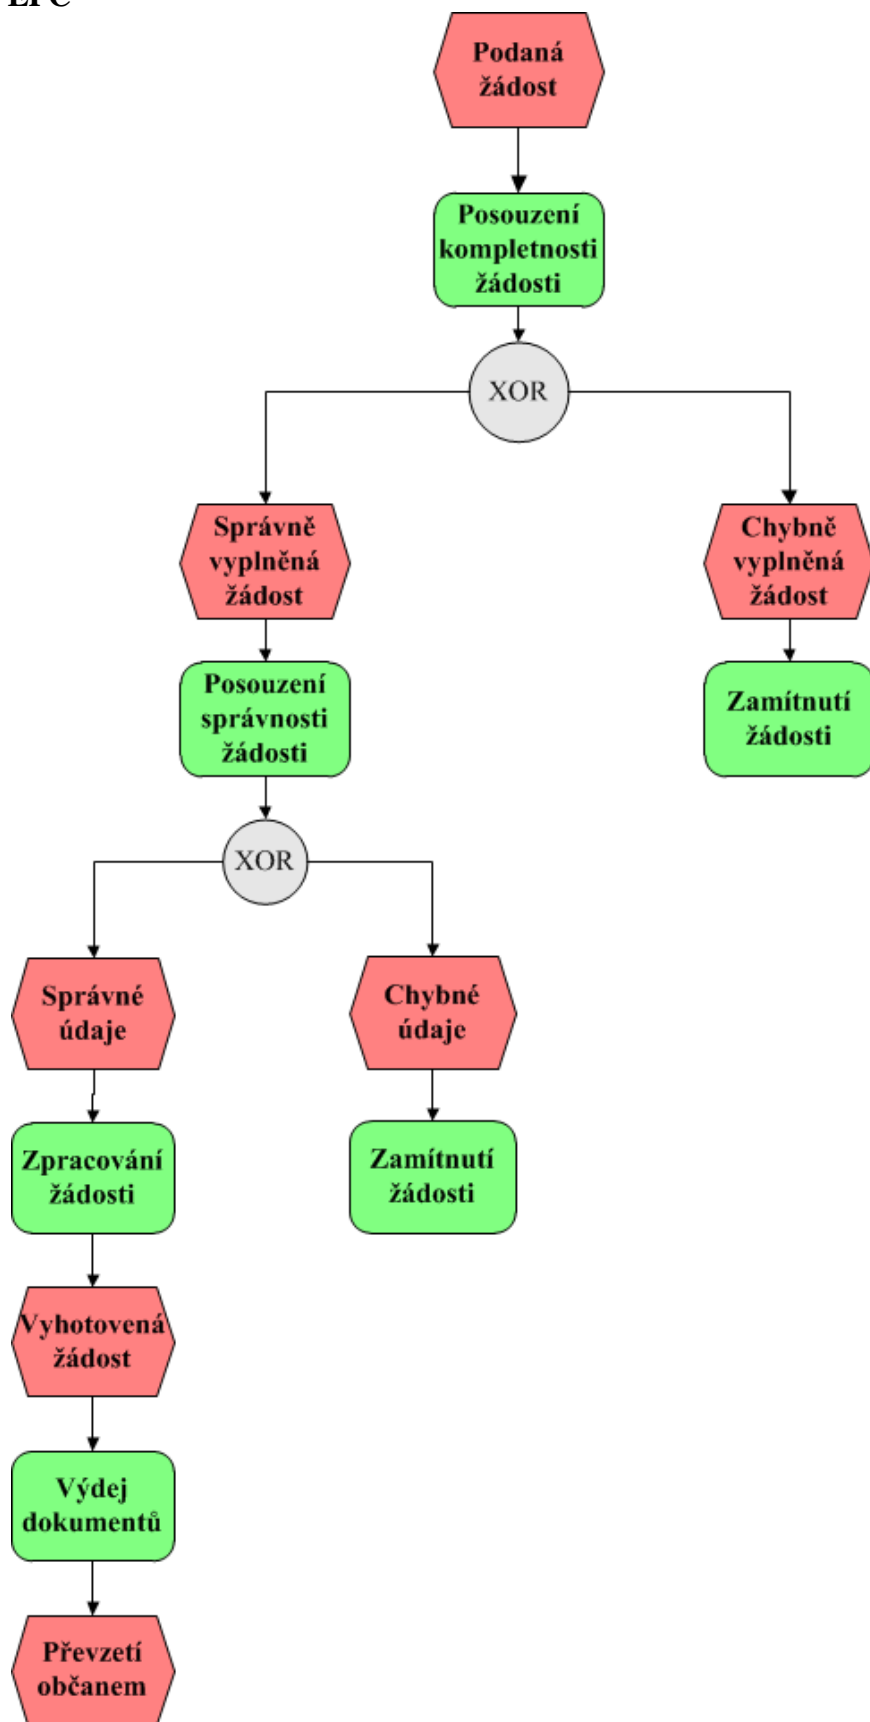 EPC
Podaná
žádost
Posouzení
kompletnosti
žádosti
XOR
Správně
vyplněná
žádost
Chybně
vyplněná
žádost
Posouzení
správnosti
žádosti
Zamítnutí
žádosti
XOR
Správné
údaje
Chybné
údaje
Zpracování
žádosti
Zamítnutí
žádosti
Vyhotovená
žádost
Výdej
dokumentů
Převzetí
občanem